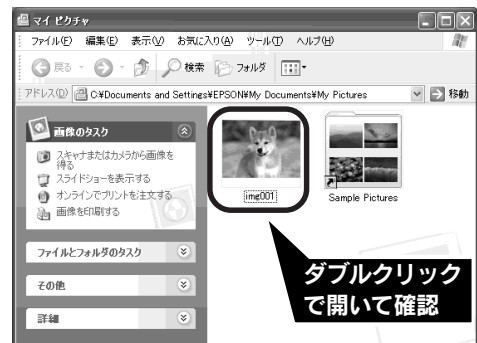 マイ ピクチャ
ファイル(F) 編集(E) 表示(V) お気に入り(A) ツール(T) ヘルプ(H)
戻る 検索 フォルダ
アドレス(D) C:¥Documents and Settings¥EPSON¥My Documents¥My Pictures 移動
画像のタスク
スキャナまたはカメラから画像を
得る
スライドショーを表示する
オンラインでプリントを注文する
画像を印刷する
img001
Sample Pictures
ファイルとフォルダのタスク
その他
詳細
ダブルクリック
で開いて確認